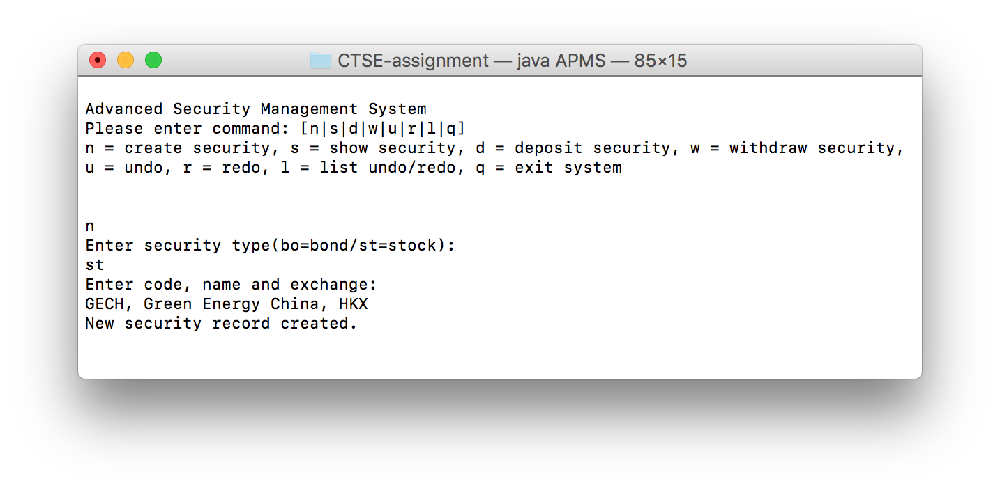 CTSE-assignment — java APMS — 85×15
Advanced Security Management System
Please enter command: [n|s|d|w|u|r|l|q]
n = create security, s = show security, d = deposit security, w = withdraw security,
u = undo, r = redo, l = list undo/redo, q = exit system
n
Enter security type(bo=bond/st=stock):
st
Enter code, name and exchange:
GECH, Green Energy China, HKX
New security record created.